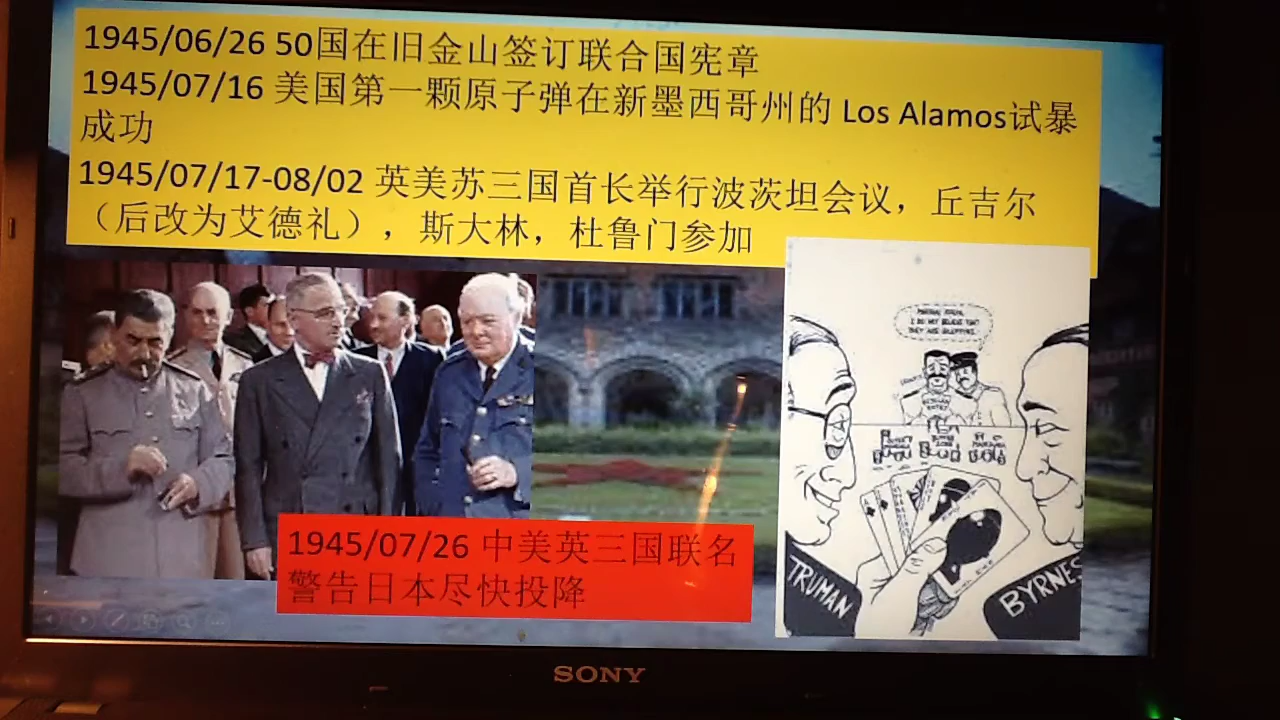 1945/06/26 50国在旧金山签订联合国宪章
1945/07/16 美国第一颗原子弹在新墨西哥州的 Los Alamos试暴
成功
1945/07/17-08/02 英美苏三国首长举行波茨坦会议，丘吉尔
（后改为艾德礼），斯大林，杜鲁门参加
I DO NOT BELIEVE THAT
1945/07/26 中美英三国联名
警告日本尽快投降
TRUMAN
BYRNES
SONY